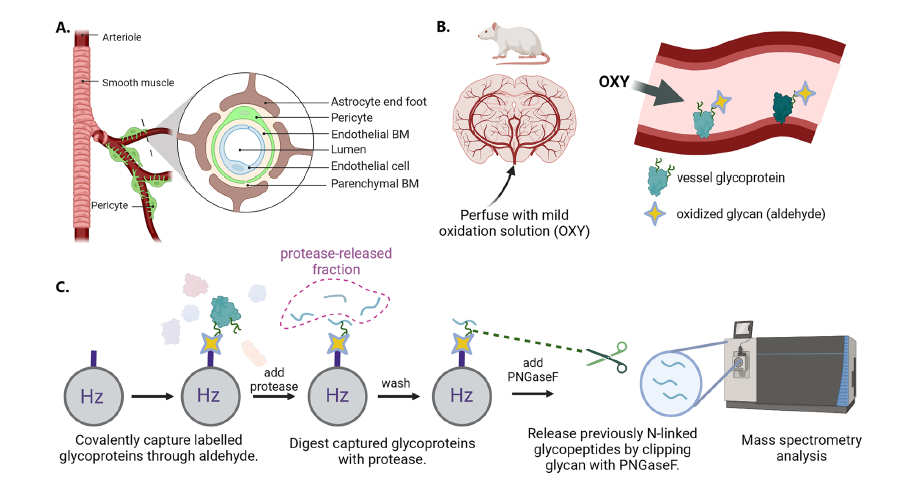 A.
Arteriole
Smooth muscle
Pericyte
Astrocyte end foot
Pericyte
Endothelial BM
Lumen
Endothelial cell
Parenchymal BM
B.
Perfuse with mild
oxidation solution (OXY)
OXY
vessel glycoprotein
oxidized glycan (aldehyde)
C.
protease-released
fraction
Hz
Hz
add
protease
Hz
wash
Hz
add
PNGaseF
Covalently capture labelled
glycoproteins through aldehyde.
Digest captured glycoproteins
with protease.
Release previously N-linked
glycopeptides by clipping
glycan with PNGaseF.
Mass spectrometry
analysis